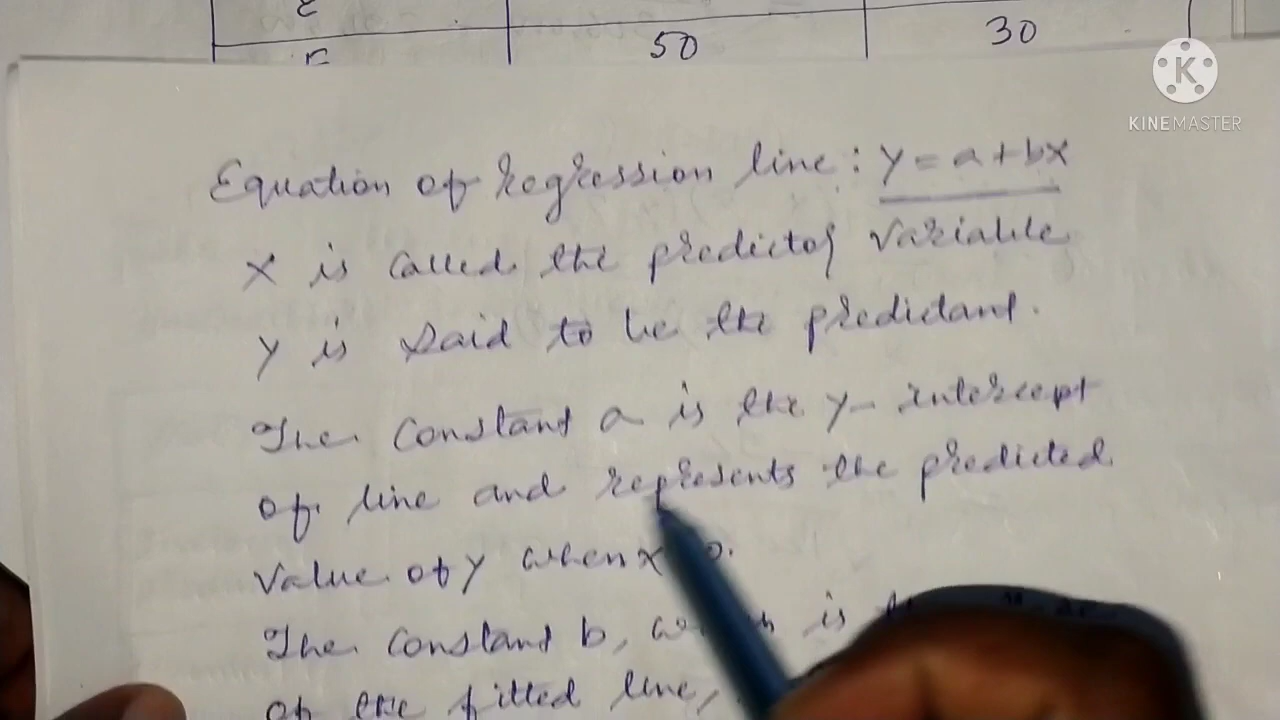 50 30
KINEMASTER
Equation of regression line: y = a + bx
x is called the predictor variable
y is said to be the predidant.
The constant a is the y-intercept
of line and represents the predicted
value of y when x
The constant b, is
of the fitted line,